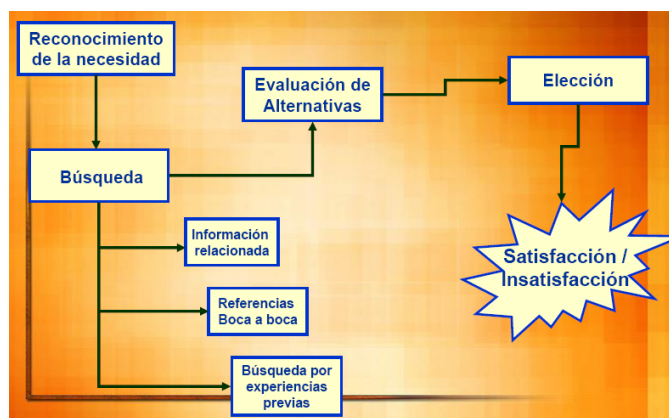 Reconocimiento
de la necesidad
Evaluación de
Alternativas
Elección
Búsqueda
Información
relacionada
Satisfacción /
Insatisfacción
Referencias
Boca a boca
Búsqueda por
experiencias
previas